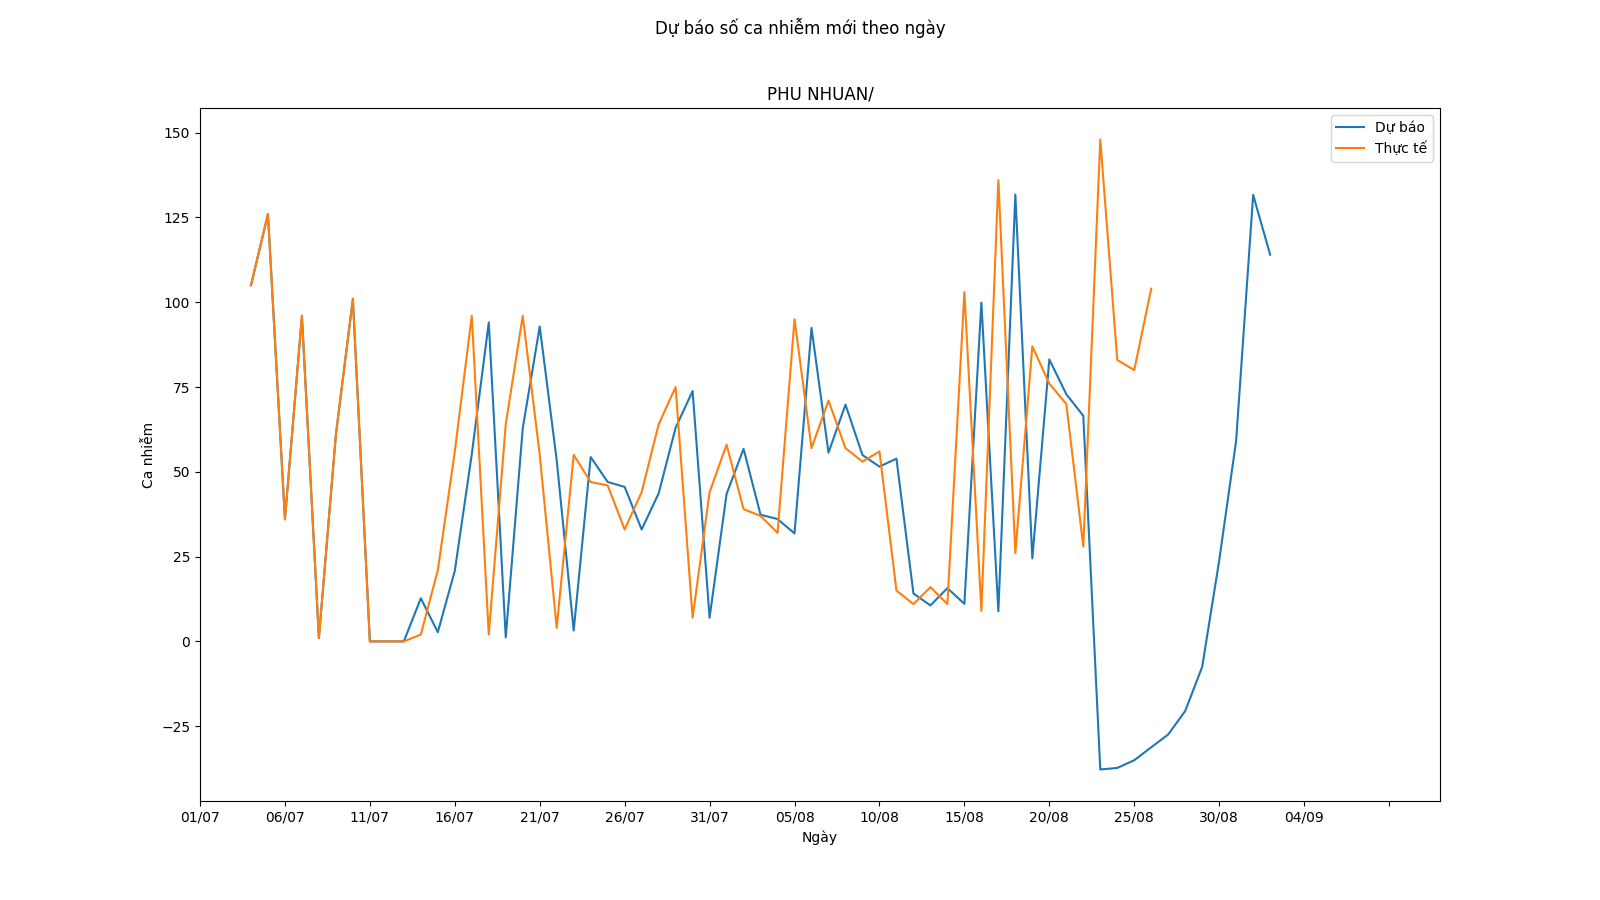 Dự báo số ca nhiễm mới theo ngày
PHU NHUAN/
Dự báo
Thực tế
150
125
100
75
50
25
0
−25
Ca nhiễm
01/07 06/07 11/07 16/07 21/07 26/07 31/07 05/08 10/08 15/08 20/08 25/08 30/08 04/09
Ngày